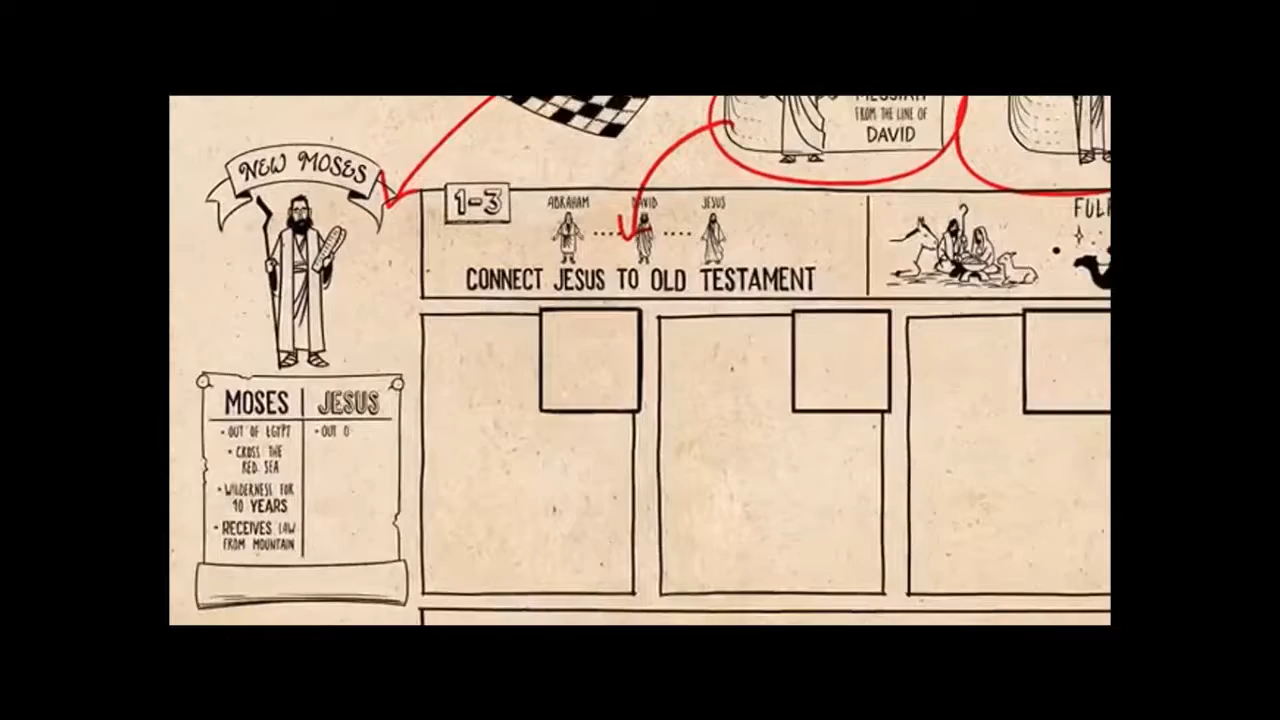 MESSIAH
FROM THE LINE OF
DAVID
NEW MOSES
1-3
ABRAHAM
DAVID
JESUS
CONNECT JESUS TO OLD TESTAMENT
FULF
MOSES
JESUS
• OUT OF EGYPT
• OUT O
• CROSS THE
RED SEA
• WILDERNESS FOR
40 YEARS
• RECEIVES LAW
FROM MOUNTAIN